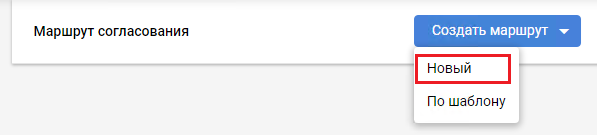 Маршрут согласования
Создать маршрут
Новый
По шаблону